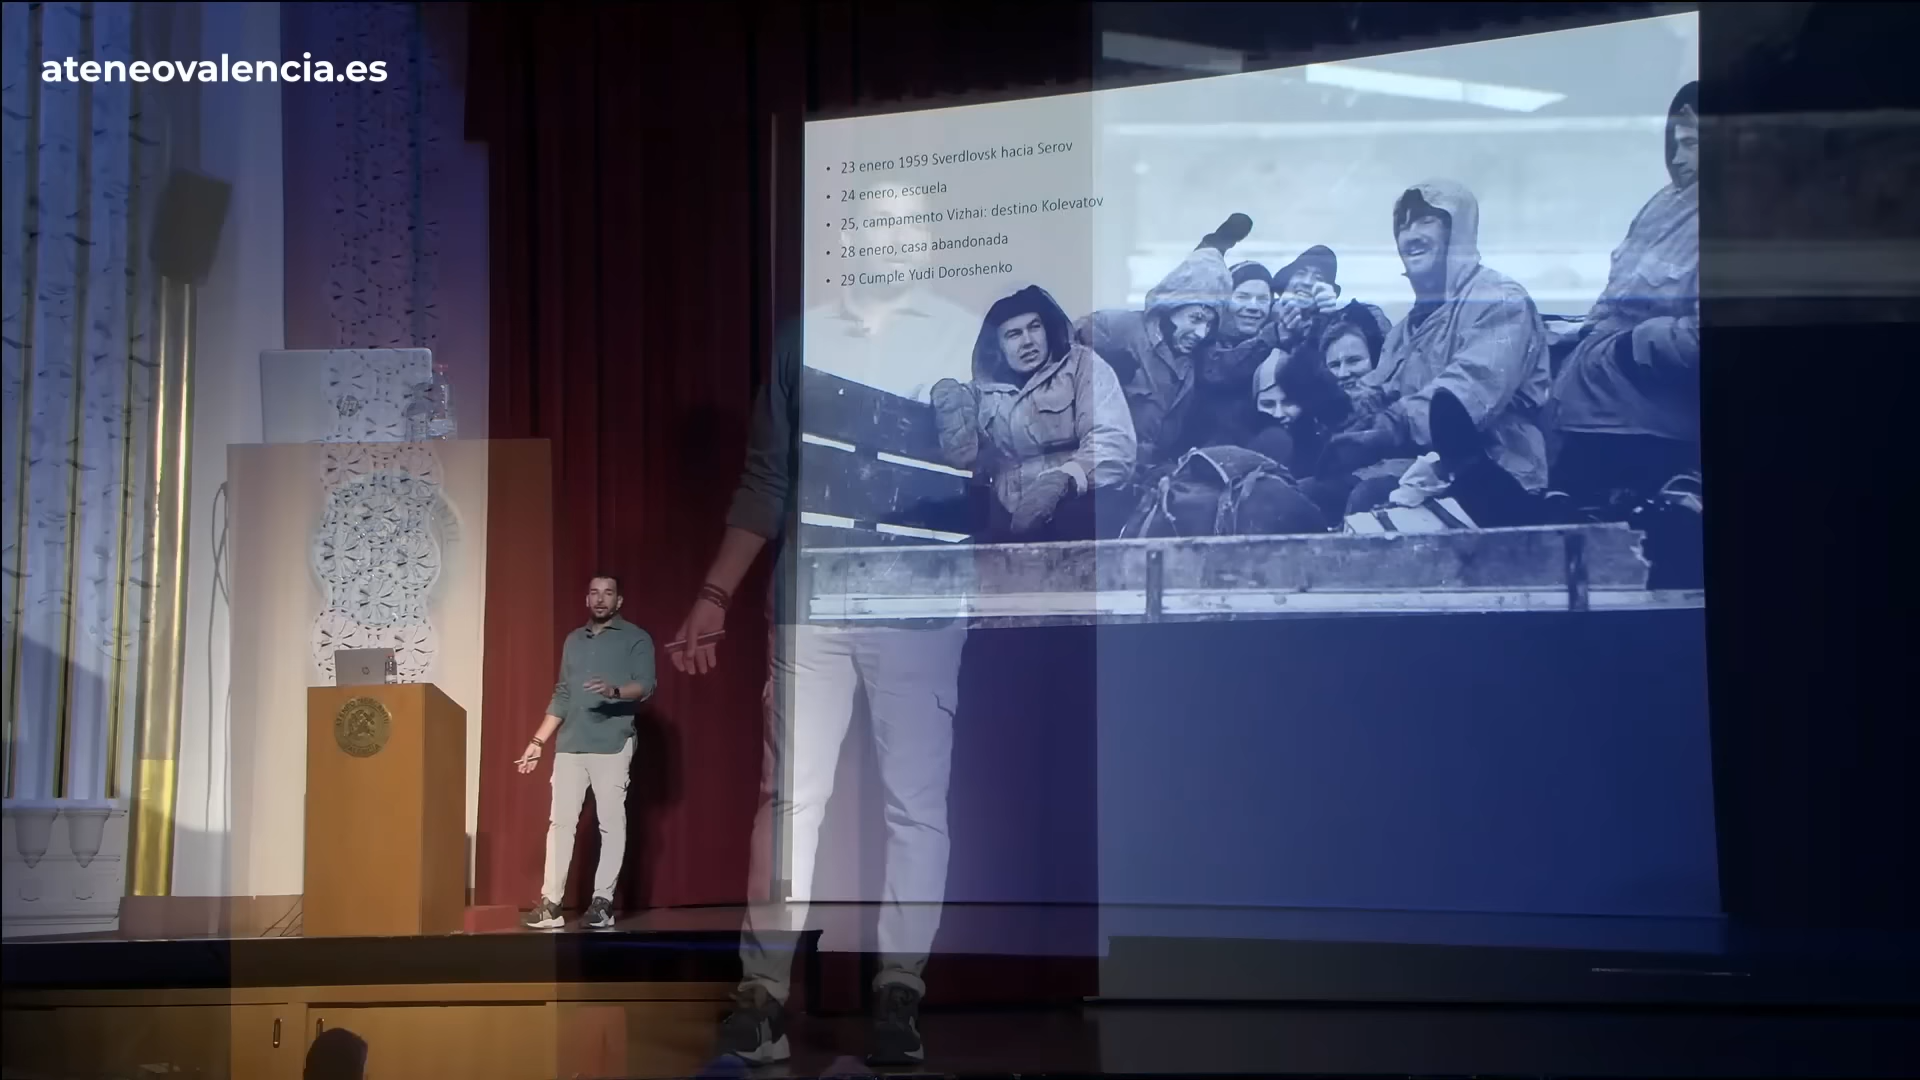 ateneovalencia.es
• 23 enero 1959 Sverdlovsk hacia Serov
• 24 enero, escuela
• 25, campamento Vizhai: destino Kolevatov
• 28 enero, casa abandonada
• 29 Cumple Yudi Doroshenko